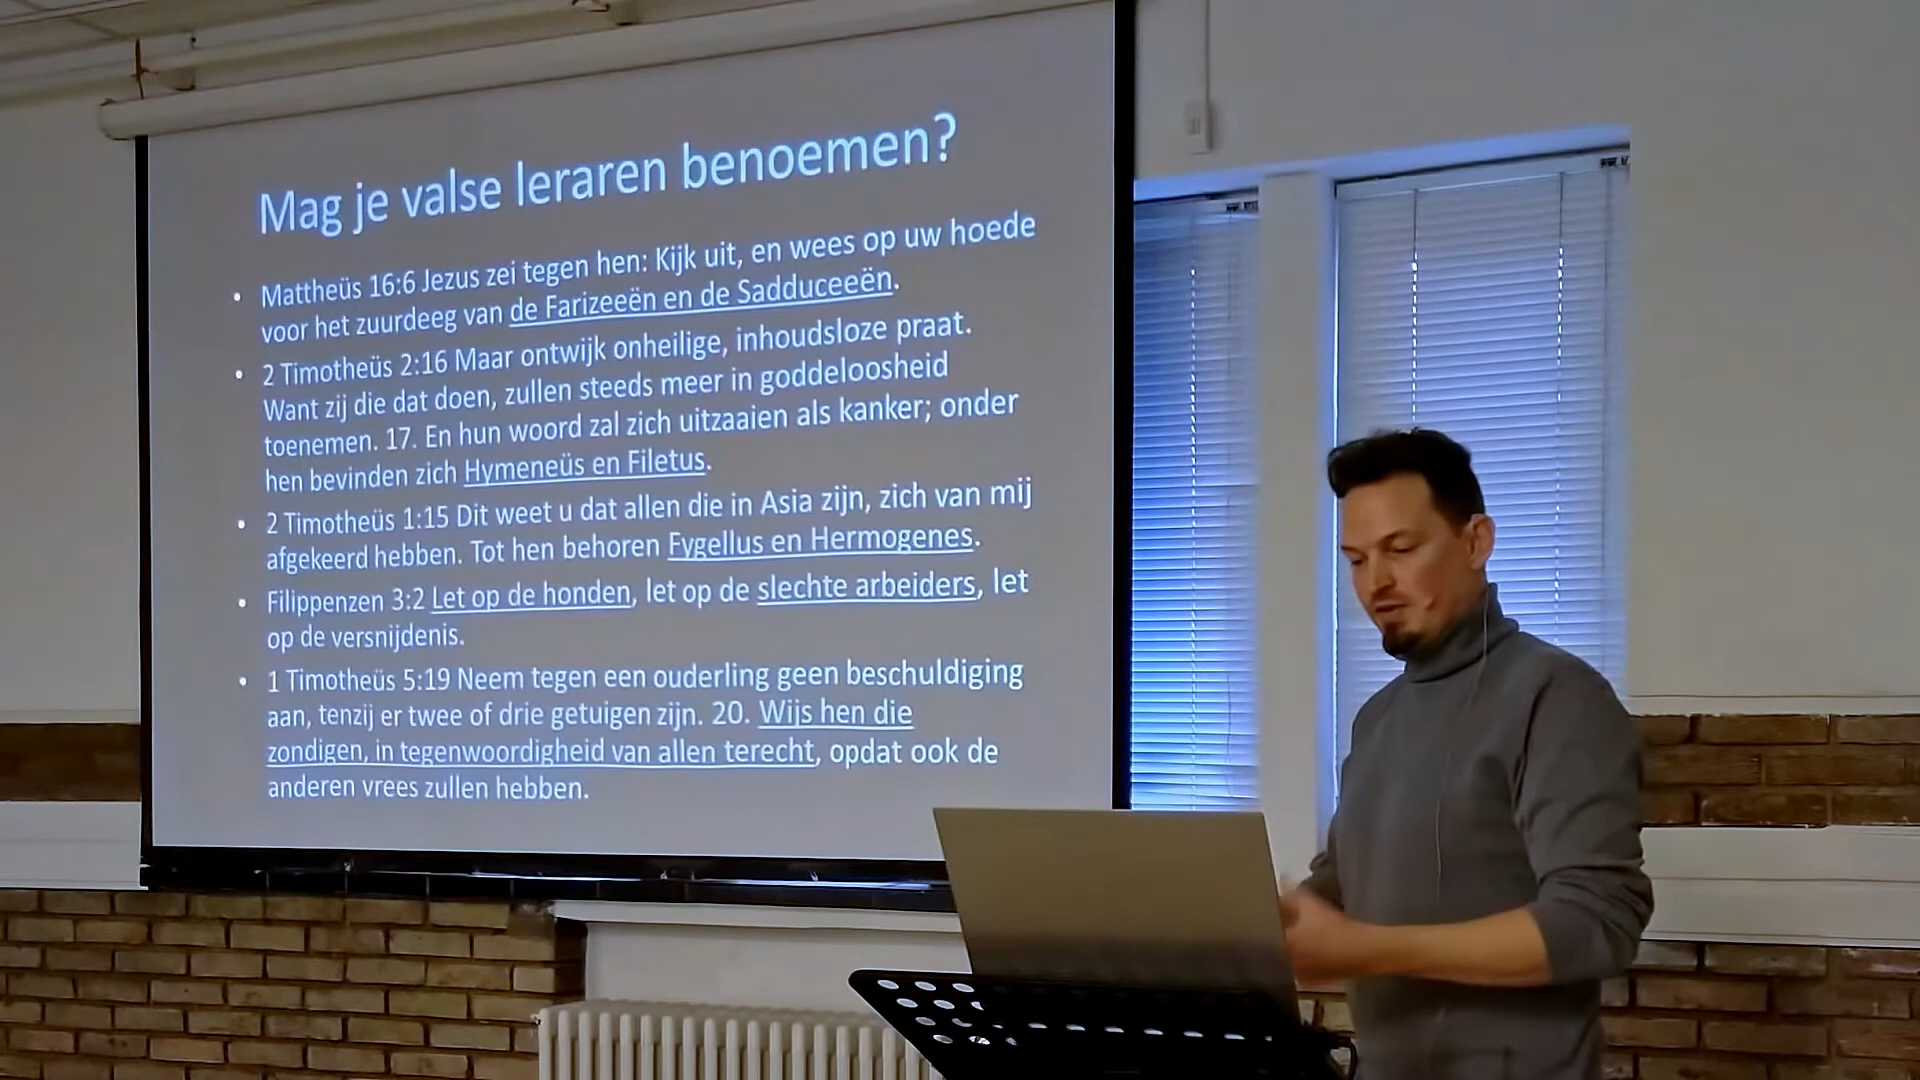 Mag je valse leraren benoemen?
• Mattheüs 16:6 Jezus zei tegen hen: Kijk uit, en wees op uw hoede
voor het zuurdeeg van de Farizeeën en de Sadduceeën.
• 2 Timotheüs 2:16 Maar ontwijk onheilige, inhoudsloze praat.
Want zij die dat doen, zullen steeds meer in goddeloosheid
toenemen. 17. En hun woord zal zich uitzaaien als kanker; onder
hen bevinden zich Hymeneüs en Filetus.
• 2 Timotheüs 1:15 Dit weet u dat allen die in Asia zijn, zich van mij
afgekeerd hebben. Tot hen behoren Fygellus en Hermogenes.
• Filippenzen 3:2 Let op de honden, let op de slechte arbeiders, let
op de versnijdenis.
• 1 Timotheüs 5:19 Neem tegen een ouderling geen beschuldiging
aan, tenzij er twee of drie getuigen zijn. 20. Wijs hen die
zondigen, in tegenwoordigheid van allen terecht, opdat ook de
anderen vrees zullen hebben.